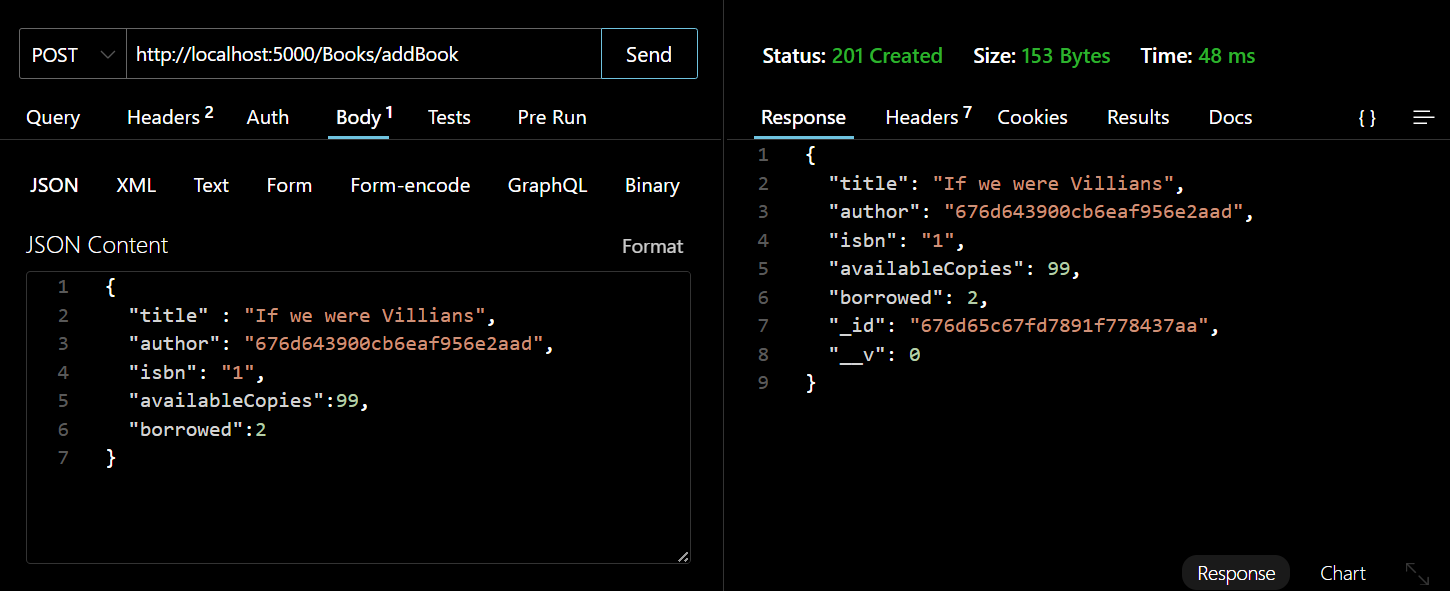 POST http://localhost:5000/Books/addBook Send
Query Headers 2 Auth Body 1 Tests Pre Run
JSON XML Text Form Form-encode GraphQL Binary
JSON Content Format
1 {
2 "title" : "If we were Villians",
3 "author": "676d643900cb6eaf956e2aad",
4 "isbn": "1",
5 "availableCopies":99,
6 "borrowed":2
7 }
Status: 201 Created Size: 153 Bytes Time: 48 ms
Response Headers 7 Cookies Results Docs { }
1 {
2 "title": "If we were Villians",
3 "author": "676d643900cb6eaf956e2aad",
4 "isbn": "1",
5 "availableCopies": 99,
6 "borrowed": 2,
7 "_id": "676d65c67fd7891f778437aa",
8 "__v": 0
9 }
Response Chart